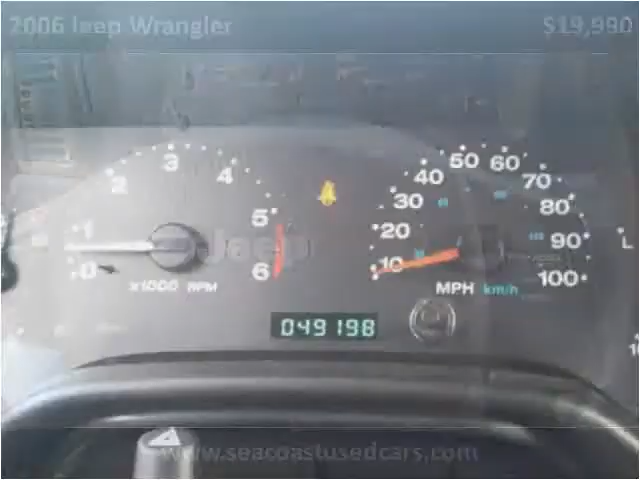 2006 Jeep Wrangler $19,990
3
2 4
1 5
0 6
x1000 RPM
Jeep
50 60
40 70
30 80
20 90
10 100
MPH km/h
049198
L
www.seacoastusedcars.com